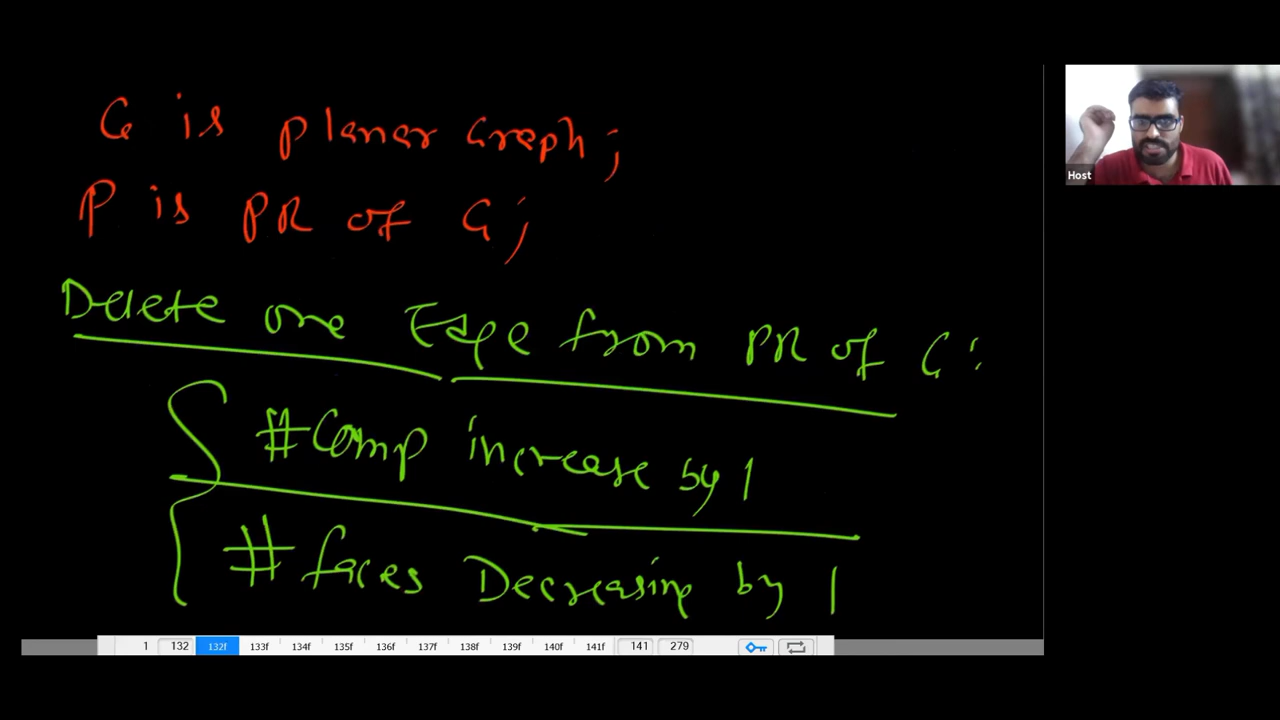 G is planar Graph;
P is PR of G;
Delete one Edge from PR of G:
#Comp increase by 1
#faces Decreasing by 1
Host
1 132 132f 133f 134f 135f 136f 137f 138f 139f 140f 141f 141 279